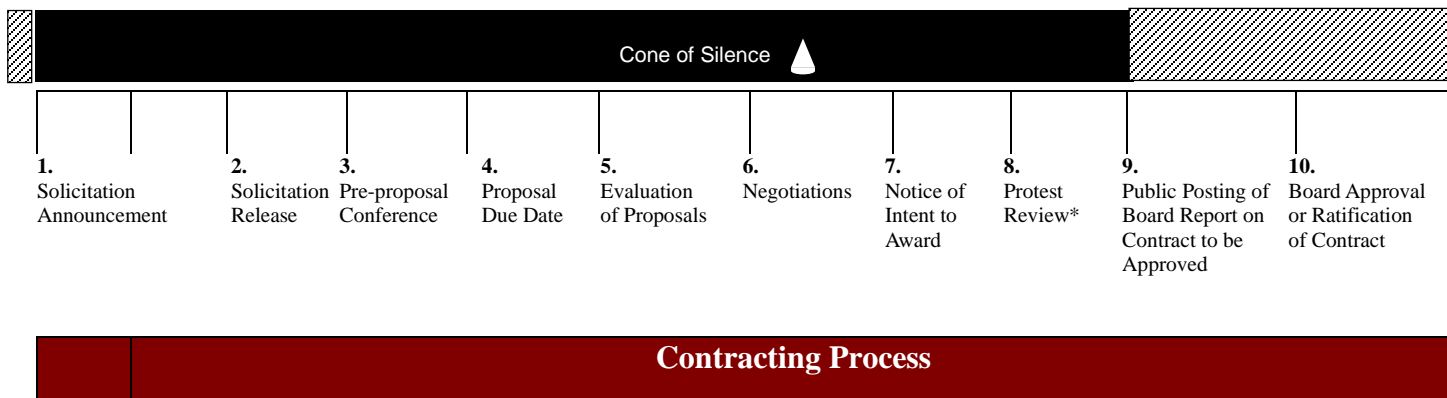 Cone of Silence
1.
Solicitation
Announcement
2.
Solicitation
Release
3.
Pre-proposal
Conference
4.
Proposal
Due Date
5.
Evaluation
of Proposals
6.
Negotiations
7.
Notice of
Intent to
Award
8.
Protest
Review*
9.
Public Posting of
Board Report on
Contract to be
Approved
10.
Board Approval
or Ratification
of Contract
Contracting Process